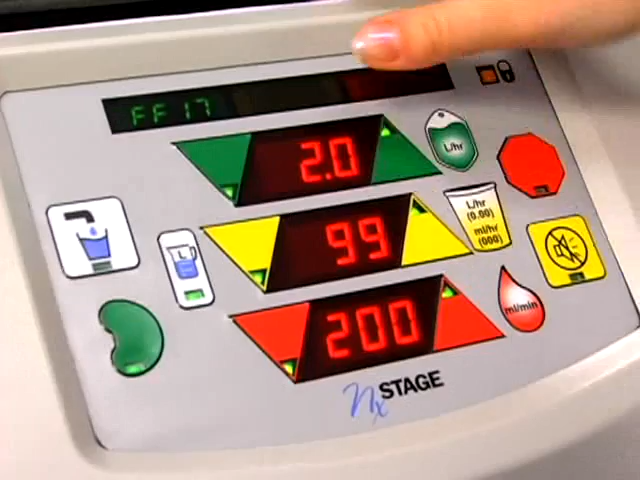 FF 17
2.0
L/hr
99
L/hr
(0.00)
ml/hr
(000)
L
200
ml/min
NxSTAGE